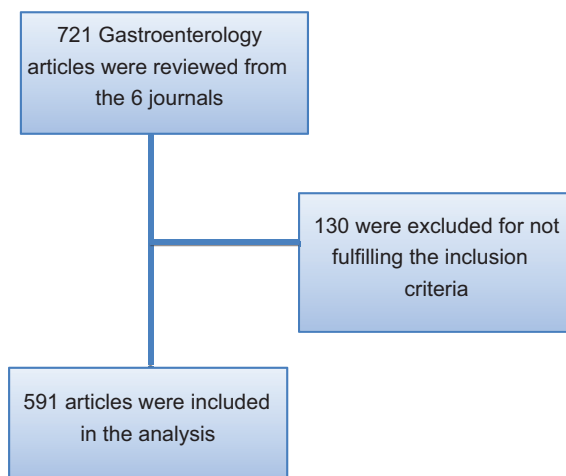 721 Gastroenterology
articles were reviewed from
the 6 journals
130 were excluded for not
fulfilling the inclusion
criteria
591 articles were included
in the analysis